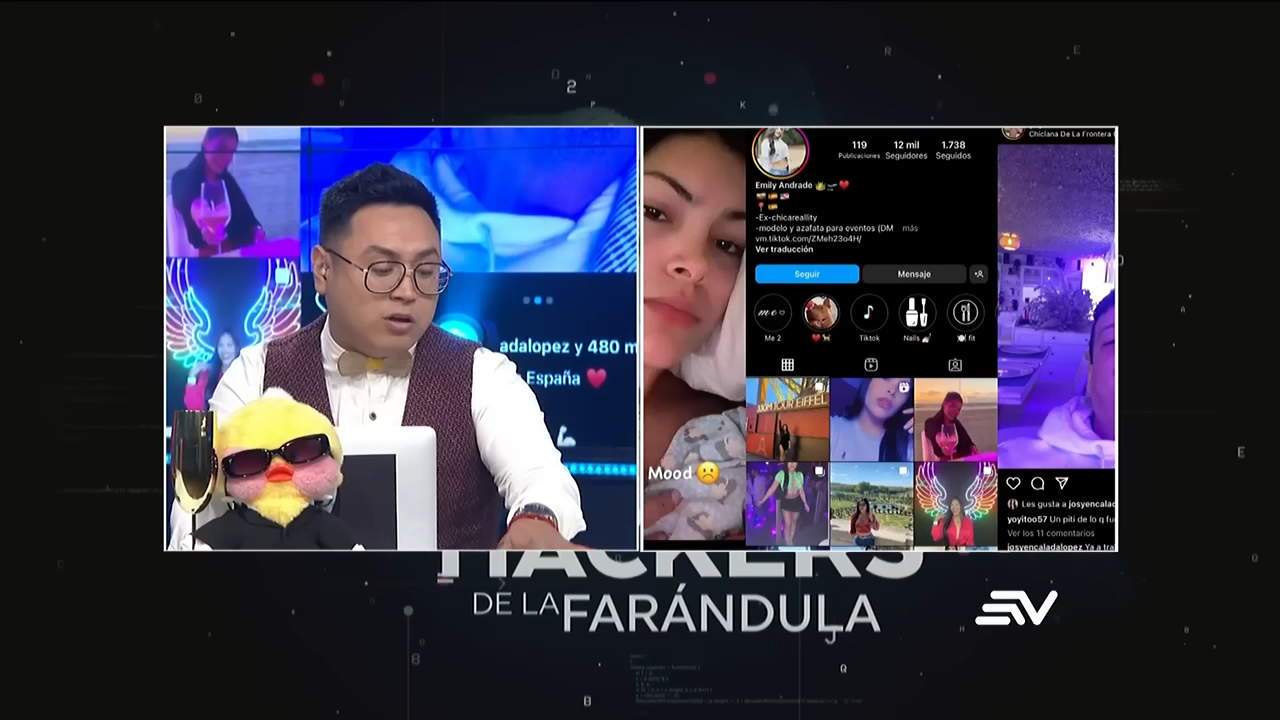 adalopez y 480 m
España
119
12 mil
1.738
Publicaciones
Seguidores
Seguidos
Emily Andrade
-Ex-chicareallity
-modelo y azafata para eventos (DM más
vm.tiktok.com/ZMeh23o4H/
Ver traducción
Seguir
Mensaje
me
Me 2
Tiktok
Nails
fit
Mood
Chiclana De La Frontera
Les gusta a josyencalad
yoyitoo57 Un piti de lo q fu
Ver los 11 comentarios
josyencaladalopez Ya a tra
HACKERS
DE LA FARÁNDULA
EV